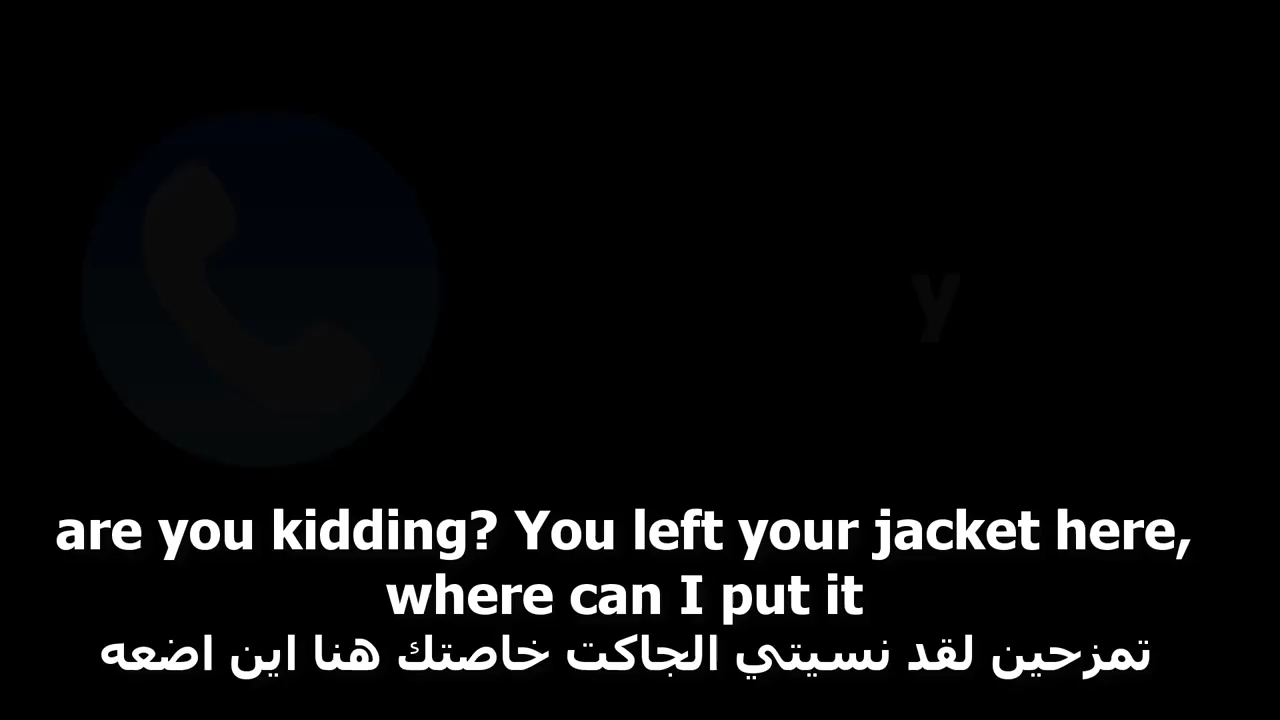 y
are you kidding? You left your jacket here,
where can I put it
تمزحين لقد نسيتي الجاكت خاصتك هنا اين اضعه